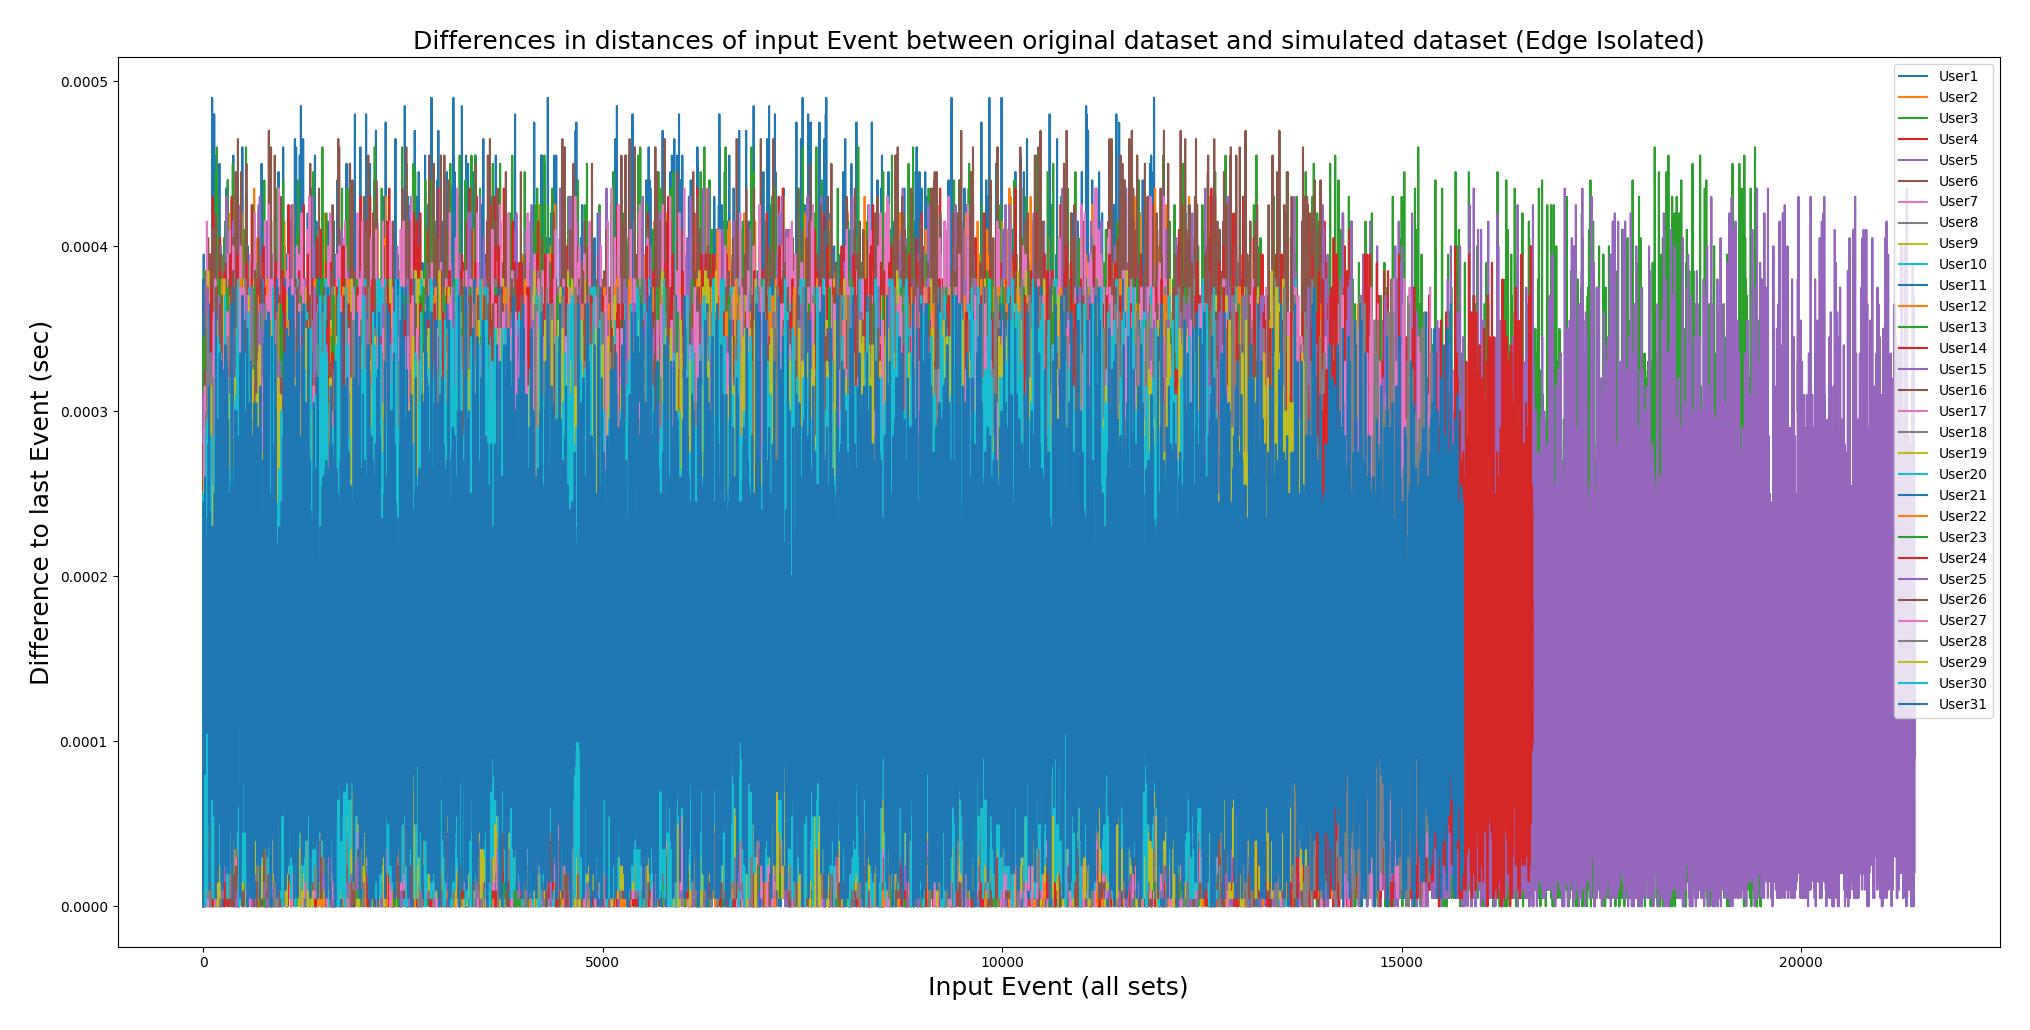 Differences in distances of input Event between original dataset and simulated dataset (Edge Isolated)
Difference to last Event (sec)
0.0005
0.0004
0.0003
0.0002
0.0001
0.0000
0
5000
10000
15000
20000
Input Event (all sets)
User1
User2
User3
User4
User5
User6
User7
User8
User9
User10
User11
User12
User13
User14
User15
User16
User17
User18
User19
User20
User21
User22
User23
User24
User25
User26
User27
User28
User29
User30
User31